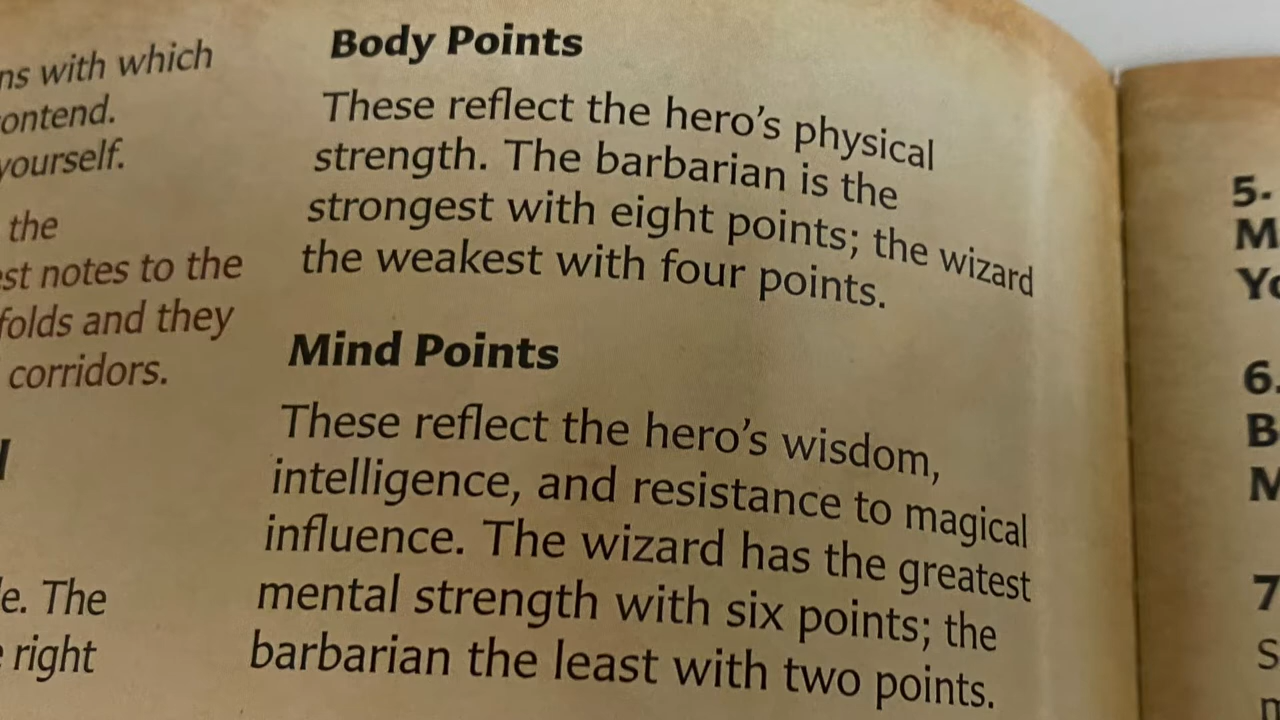 ns with which
ontend.
yourself.
the
est notes to the
folds and they
corridors.
e. The
right
Body Points
These reflect the hero's physical
strength. The barbarian is the
strongest with eight points; the wizard
the weakest with four points.
Mind Points
These reflect the hero's wisdom,
intelligence, and resistance to magical
influence. The wizard has the greatest
mental strength with six points; the
barbarian the least with two points.
5.
M
Yo
6.
B
M
7
S